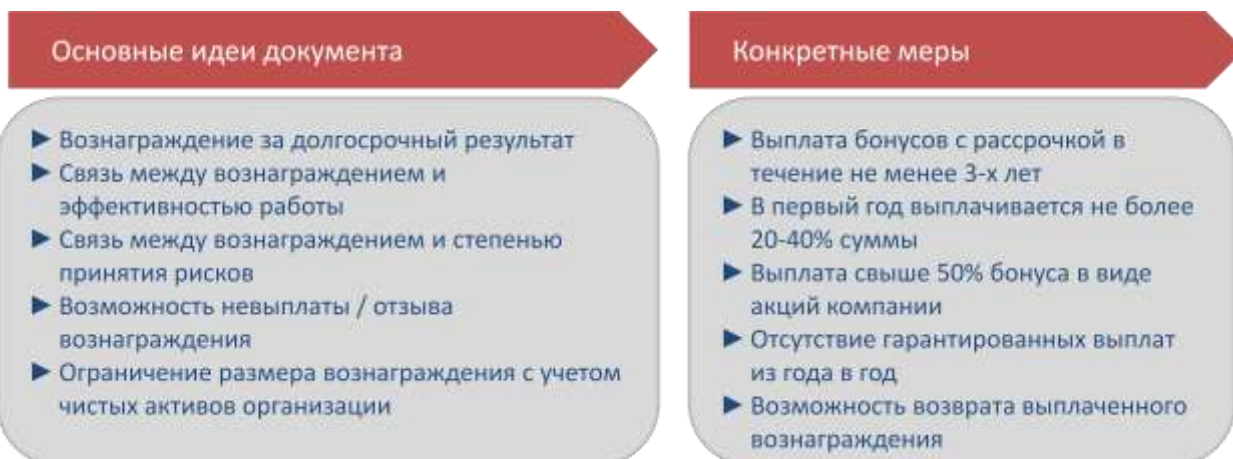 Основные идеи документа
► Вознаграждение за долгосрочный результат
► Связь между вознаграждением и
эффективностью работы
► Связь между вознаграждением и степенью
принятия рисков
► Возможность невыплаты / отзыва
вознаграждения
► Ограничение размера вознаграждения с учетом
чистых активов организации
Конкретные меры
► Выплата бонусов с рассрочкой в
течение не менее 3-х лет
► В первый год выплачивается не более
20-40% суммы
► Выплата свыше 50% бонуса в виде
акций компании
► Отсутствие гарантированных выплат
из года в год
► Возможность возврата выплаченного
вознаграждения